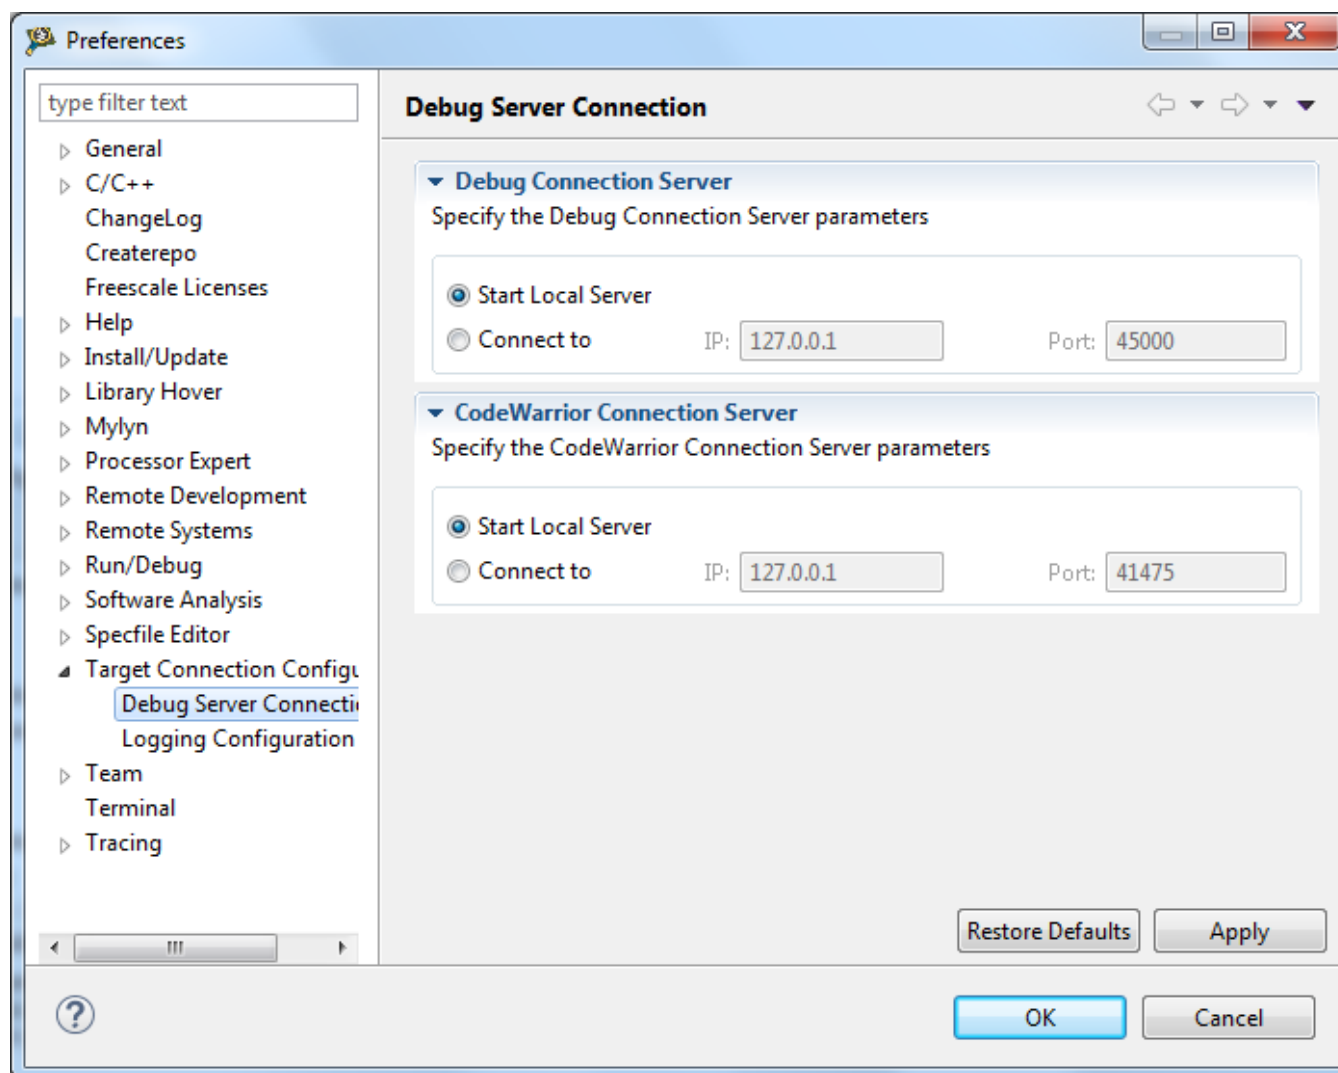 Preferences
type filter text
General
C/C++
ChangeLog
Createrepo
Freescale Licenses
Help
Install/Update
Library Hover
Mylyn
Processor Expert
Remote Development
Remote Systems
Run/Debug
Software Analysis
Specfile Editor
Target Connection Configu
Debug Server Connectio
Logging Configuration
Team
Terminal
Tracing
Debug Server Connection
Debug Connection Server
Specify the Debug Connection Server parameters
Start Local Server
Connect to IP: 127.0.0.1 Port: 45000
CodeWarrior Connection Server
Specify the CodeWarrior Connection Server parameters
Start Local Server
Connect to IP: 127.0.0.1 Port: 41475
Restore Defaults Apply
OK Cancel